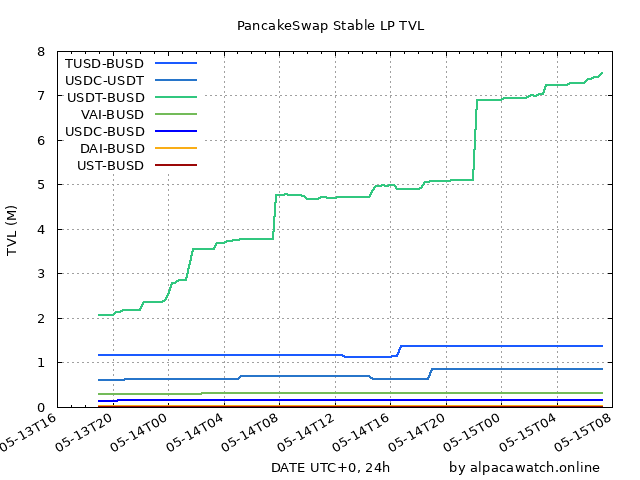 PancakeSwap Stable LP TVL
8
7
6
5
4
3
2
1
0
TVL (M)
TUSD-BUSD
USDC-USDT
USDT-BUSD
VAI-BUSD
USDC-BUSD
DAI-BUSD
UST-BUSD
05-13T16
05-13T20
05-14T00
05-14T04
05-14T08
05-14T12
05-14T16
05-14T20
05-15T00
05-15T04
05-15T08
DATE UTC+0, 24h
by alpacawatch.online